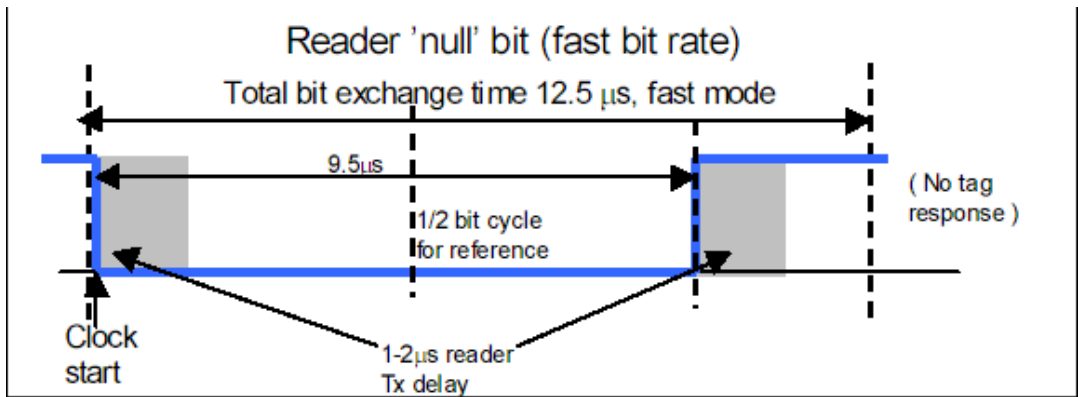 Reader 'null' bit (fast bit rate)
Total bit exchange time 12.5 μs, fast mode
9.5μs
1/2 bit cycle
for reference
( No tag
response )
Clock
start
1-2μs reader
Tx delay